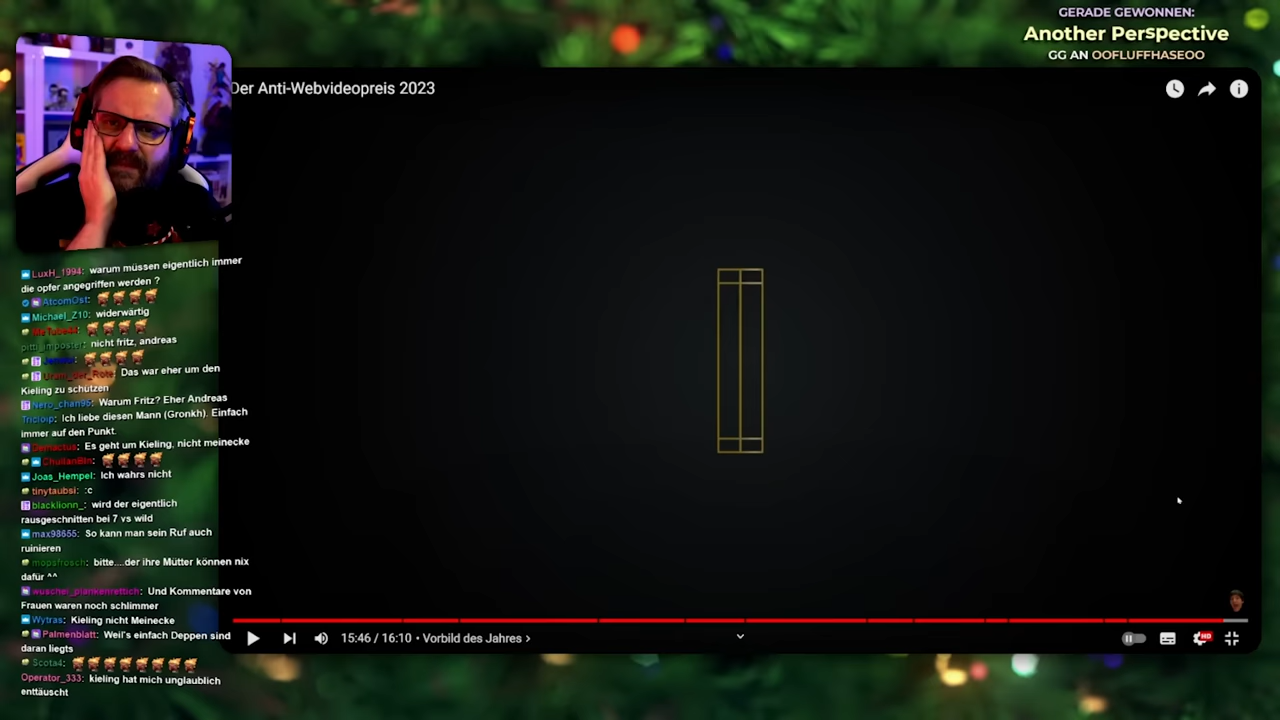 GERADE GEWONNEN:
Another Perspective
GG AN OOFLUFFHASEOO
Der Anti-Webvideopreis 2023
LuxH_1994: warum müssen eigentlich immer
die opfer angegriffen werden ?
AtcomOst:
Michael_Z10: widerwärtig
pitti_imposter: nicht fritz, andreas
Das war eher um den
Kieling zu schützen
Nero_chan95: Warum Fritz? Eher Andreas
Tricloip: Ich liebe diesen Mann (Gronkh). Einfach
immer auf den Punkt.
Es geht um Kieling, nicht meinecke
Joas_Hempel: Ich wahrs nicht
tinytaubsi: :c
blacklionn_: wird der eigentlich
rausgeschnitten bei 7 vs wild
max98655: So kann man sein Ruf auch
ruinieren
mopsfrosch: bitte....der ihre Mütter können nix
dafür ^^
wuschel_plankenrettich: Und Kommentare von
Frauen waren noch schlimmer
Wytras: Kieling nicht Meinecke
Palmenblatt: Weil's einfach Deppen sind
daran liegts
Scota4:
Operator_333: kieling hat mich unglaublich
enttäuscht
15:46 / 16:10 • Vorbild des Jahres ›
HD